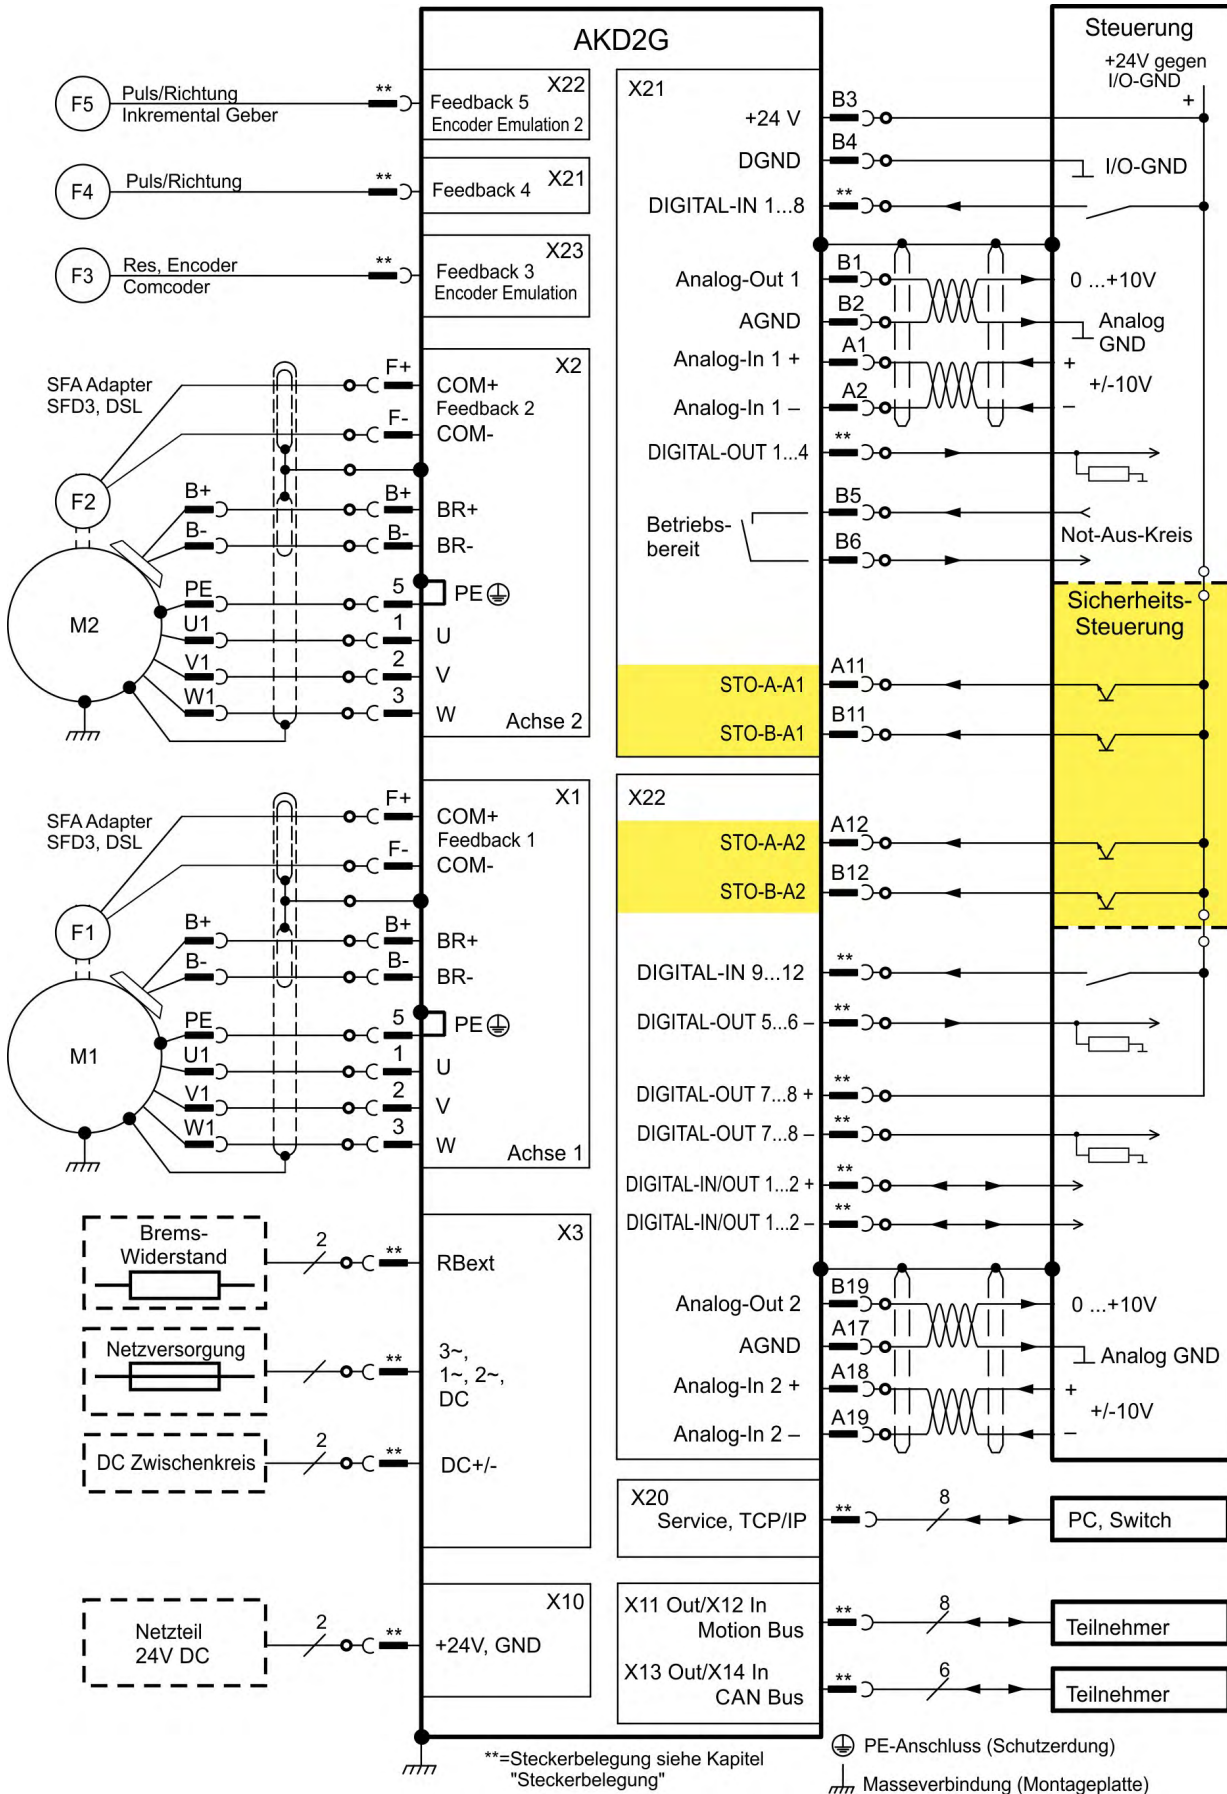 AKD2G
Steuerung
+24V gegen
I/O-GND
+
F5
Puls/Richtung
Inkremental Geber
**
X22
Feedback 5
Encoder Emulation 2
F4
Puls/Richtung
**
X21
Feedback 4
F3
Res, Encoder
Comcoder
**
X23
Feedback 3
Encoder Emulation
SFA Adapter
SFD3, DSL
F2
M2
B+
B-
PE
U1
V1
W1
F+
F-
B+
B-
5
1
2
3
X2
COM+
Feedback 2
COM-
BR+
BR-
PE
U
V
W
Achse 2
SFA Adapter
SFD3, DSL
F1
M1
B+
B-
PE
U1
V1
W1
F+
F-
B+
B-
5
1
2
3
X1
COM+
Feedback 1
COM-
BR+
BR-
PE
U
V
W
Achse 1
Brems-
Widerstand
2
**
X3
RBext
Netzversorgung
**
3~,
1~, 2~,
DC
DC Zwischenkreis
2
**
DC+/-
Netzteil
24V DC
2
**
X10
+24V, GND
X21
+24 V
B3
DGND
B4
I/O-GND
DIGITAL-IN 1...8
**
Analog-Out 1
B1
0 ...+10V
AGND
B2
Analog
GND
Analog-In 1 +
A1
+
+/-10V
Analog-In 1 –
A2
–
DIGITAL-OUT 1...4
**
Betriebs-
bereit
B5
B6
Not-Aus-Kreis
Sicherheits-
Steuerung
STO-A-A1
A11
STO-B-A1
B11
X22
STO-A-A2
A12
STO-B-A2
B12
DIGITAL-IN 9...12
**
DIGITAL-OUT 5...6 –
**
DIGITAL-OUT 7...8 +
**
DIGITAL-OUT 7...8 –
**
DIGITAL-IN/OUT 1...2 +
**
DIGITAL-IN/OUT 1...2 –
**
Analog-Out 2
B19
0 ...+10V
AGND
A17
Analog GND
Analog-In 2 +
A18
+
+/-10V
Analog-In 2 –
A19
–
X20
Service, TCP/IP
**
8
PC, Switch
X11 Out/X12 In
Motion Bus
**
8
Teilnehmer
X13 Out/X14 In
CAN Bus
**
6
Teilnehmer
**=Steckerbelegung siehe Kapitel
"Steckerbelegung"
PE-Anschluss (Schutzerdung)
Masseverbindung (Montageplatte)